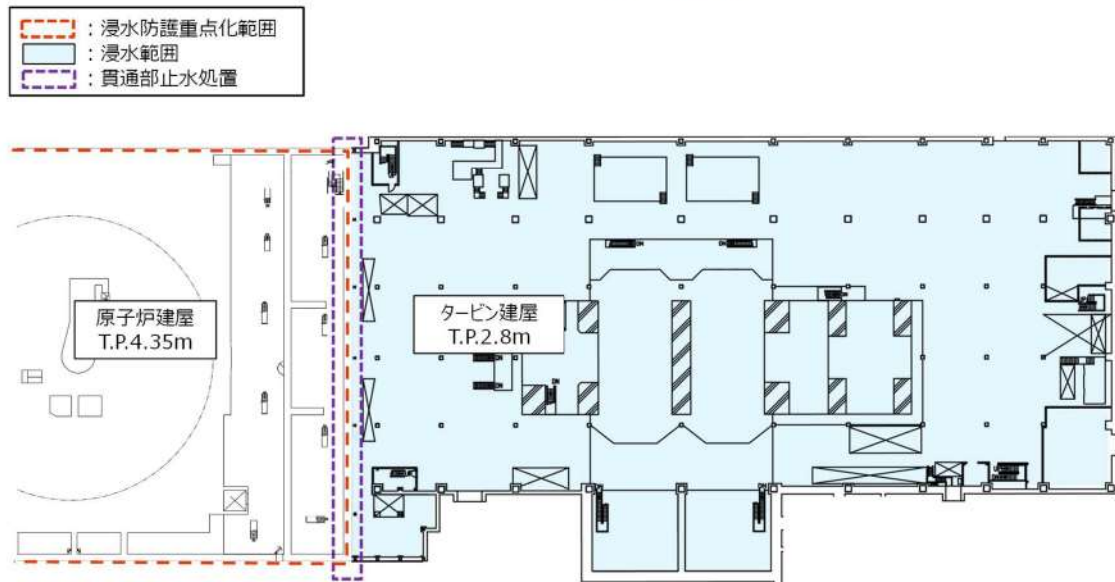 ：浸水防護重点化範囲
：浸水範囲
：貫通部止水処置
原子炉建屋
T.P.4.35m
タービン建屋
T.P.2.8m